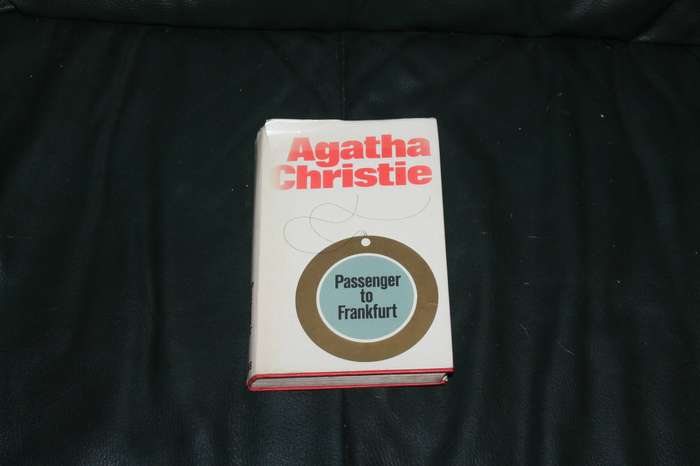 Agatha
Christie
Passenger
to
Frankfurt